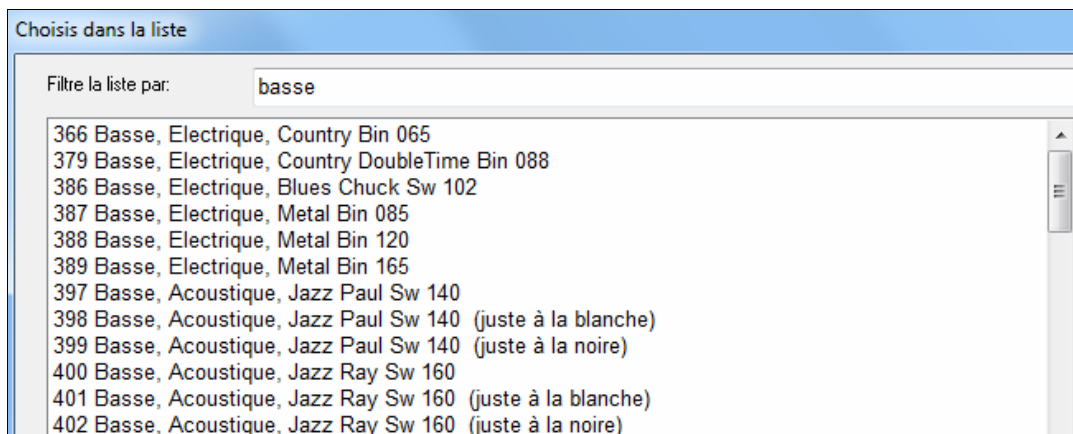 Choisis dans la liste
Filtre la liste par: basse
366 Basse, Electrique, Country Bin 065
379 Basse, Electrique, Country DoubleTime Bin 088
386 Basse, Electrique, Blues Chuck Sw 102
387 Basse, Electrique, Metal Bin 085
388 Basse, Electrique, Metal Bin 120
389 Basse, Electrique, Metal Bin 165
397 Basse, Acoustique, Jazz Paul Sw 140
398 Basse, Acoustique, Jazz Paul Sw 140 (juste à la blanche)
399 Basse, Acoustique, Jazz Paul Sw 140 (juste à la noire)
400 Basse, Acoustique, Jazz Ray Sw 160
401 Basse, Acoustique, Jazz Ray Sw 160 (juste à la blanche)
402 Basse, Acoustique, Jazz Ray Sw 160 (juste à la noire)